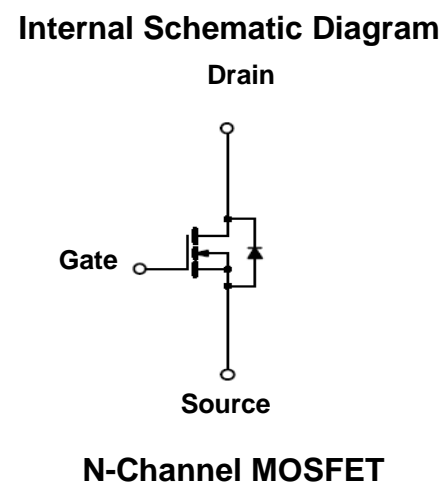 Internal Schematic Diagram
Drain
Gate
Source
N-Channel MOSFET